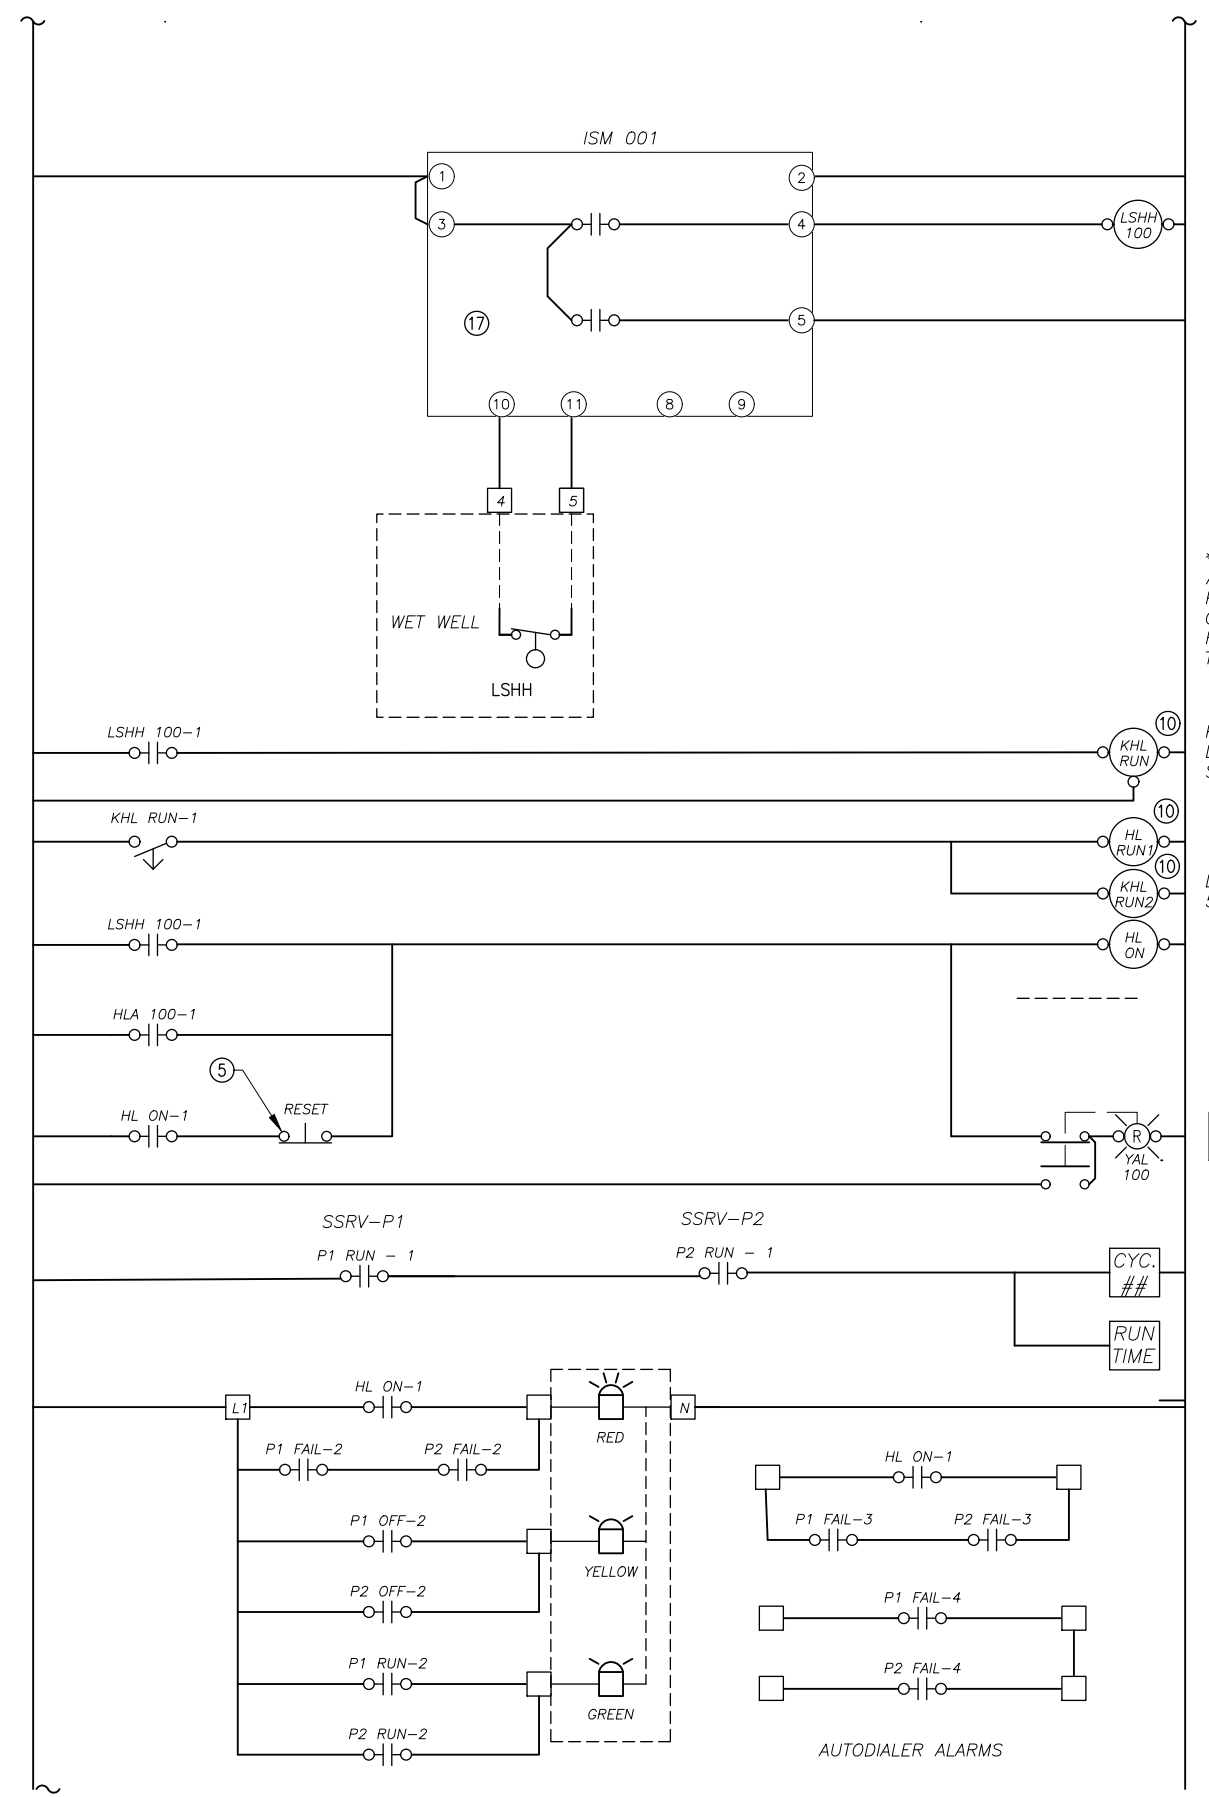 ISM 001
1
2
3
4
LSHH
100
17
5
10
11
8
9
4
5
WET WELL
LSHH
LSHH 100-1
10
KHL
RUN
KHL RUN-1
10
HL
RUN1
10
KHL
RUN2
LSHH 100-1
HL
ON
HLA 100-1
5
HL ON-1
RESET
R
YAL
100
SSRV-P1
SSRV-P2
P1 RUN - 1
P2 RUN - 1
CYC.
##
RUN
TIME
HL ON-1
L1
N
RED
P1 FAIL-2
P2 FAIL-2
HL ON-1
P1 OFF-2
P1 FAIL-3
P2 FAIL-3
YELLOW
P2 OFF-2
P1 FAIL-4
P1 RUN-2
P2 FAIL-4
GREEN
P2 RUN-2
AUTODIALER ALARMS